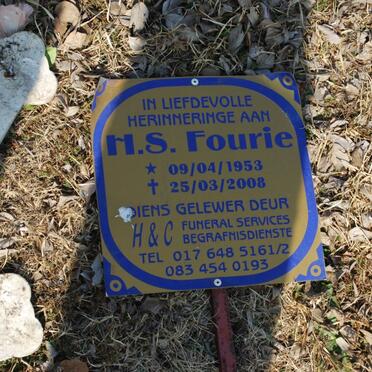 IN LIEFDEVOLLE
HERINNERINGE AAN
H.S. Fourie
★ 09/04/1953
✝ 25/03/2008
DIENS GELEWER DEUR
H & C FUNERAL SERVICES
BEGRAFNISDIENSTE
TEL 017 648 5161/2
083 454 0193